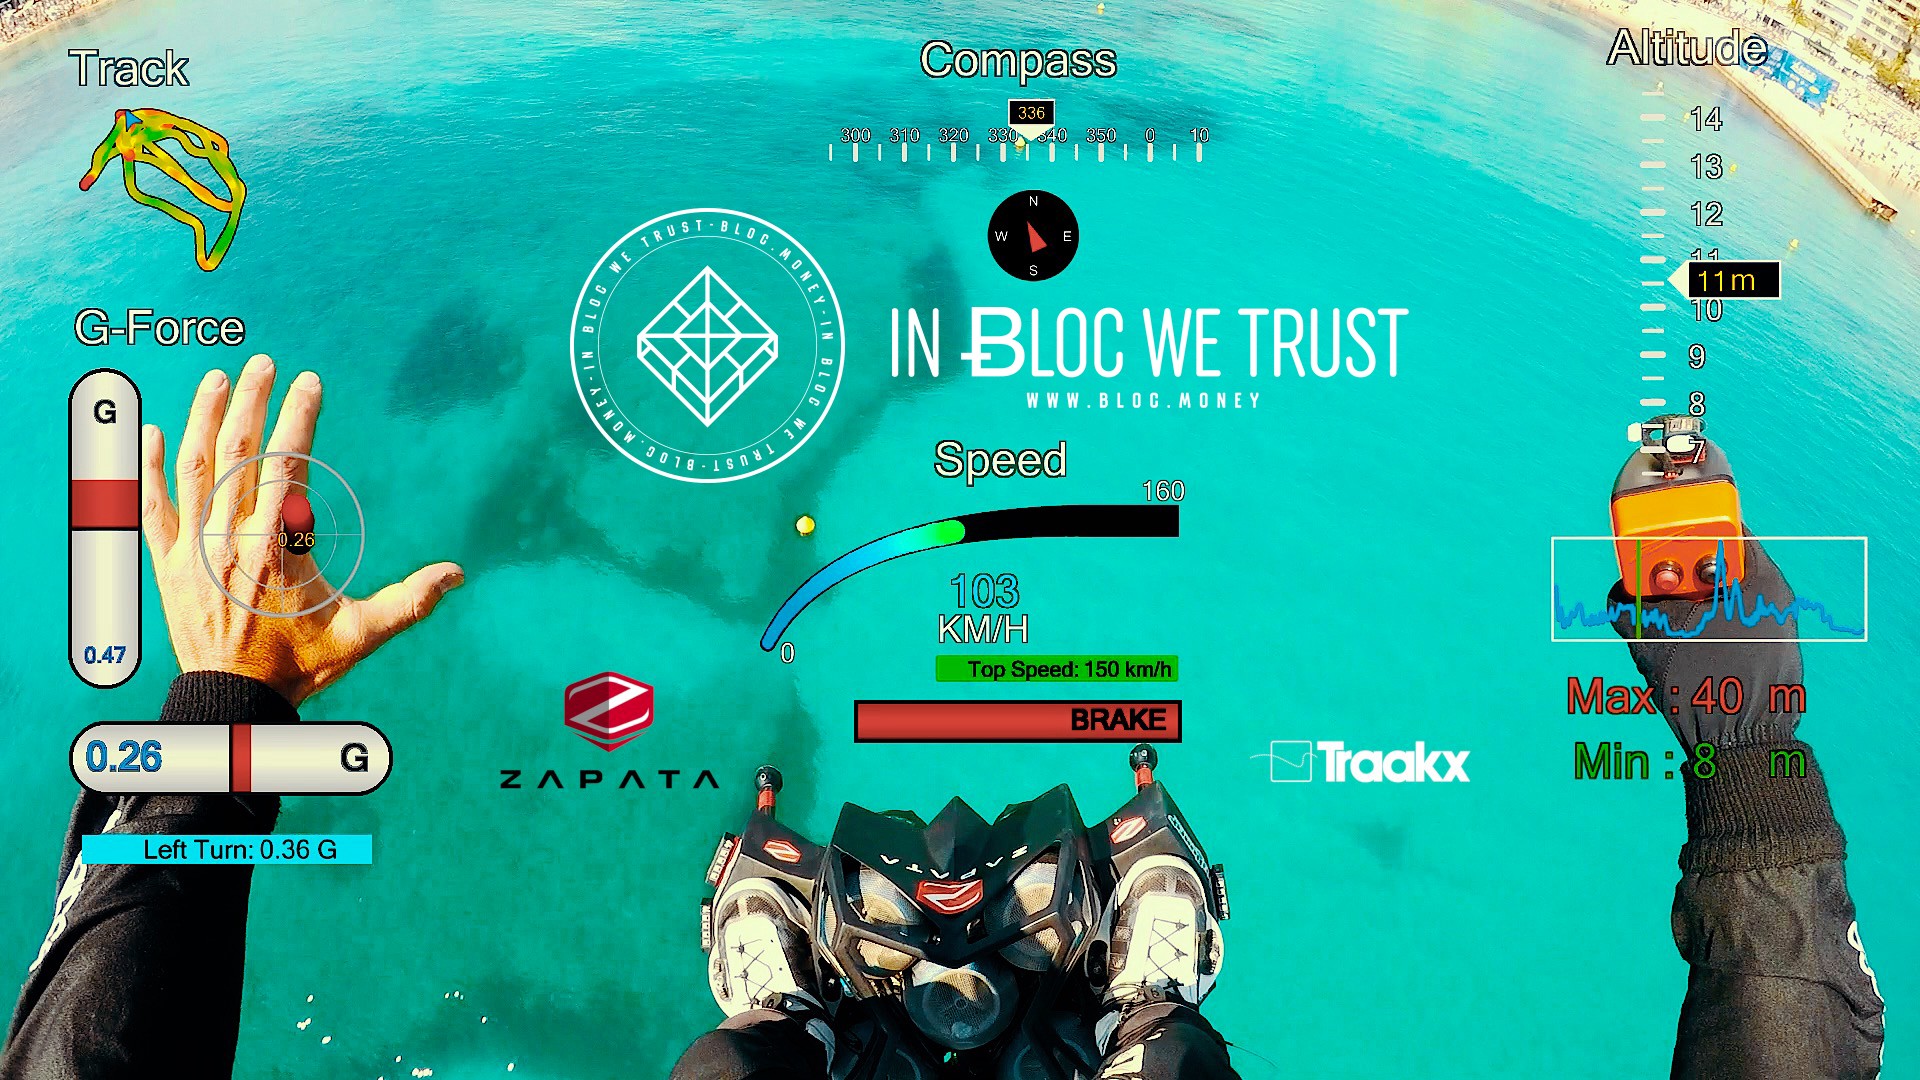 Track
Compass
Altitude
336
300 310 320 330 340 350 0 10
14
13
12
11
11m
10
9
8
7
N
W E
S
IN BLOC WE TRUST-BLOC.MONEY-IN BLOC WE TRUST-BLOC.MONEY-
IN BLOC WE TRUST
WWW.BLOC.MONEY
G-Force
G
0.26
0.47
0.26 G
Left Turn: 0.36 G
Speed
160
0
103
KM/H
Top Speed: 150 km/h
BRAKE
ZAPATA
Traakx
Max : 40 m
Min : 8 m
ZAPATA